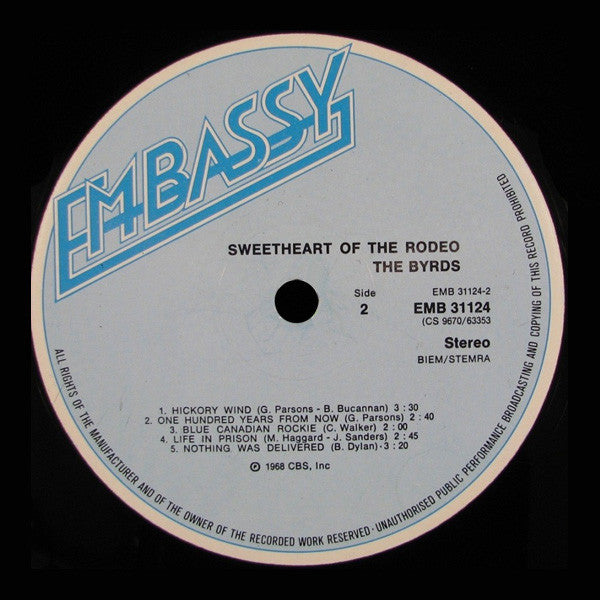 EMBASSY
SWEETHEART OF THE RODEO
THE BYRDS
Side
2
EMB 31124-2
EMB 31124
(CS 9670/63353
Stereo
BIEM/STEMRA
1. HICKORY WIND (G. Parsons - B. Bucannan) 3 : 30
2. ONE HUNDRED YEARS FROM NOW (G. Parsons) 2 : 40
3. BLUE CANADIAN ROCKIE (C. Walker) 2 : 00
4. LIFE IN PRISON (M. Haggard - J. Sanders) 2 : 45
5. NOTHING WAS DELIVERED (B. Dylan)-3 : 20
℗ 1968 CBS, Inc
ALL RIGHTS OF THE MANUFACTURER AND OF THE OWNER OF THE RECORDED WORK RESERVED · UNAUTHORISED PUBLIC PERFORMANCE BROADCASTING AND COPYING OF THIS RECORD PROHIBITED